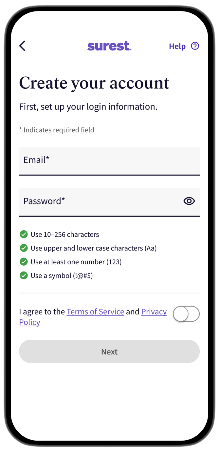 surest.
Help
Create your account
First, set up your login information.
* Indicates required field
Email*
Password*
Use 10-256 characters
Use upper and lower case characters (Aa)
Use at least one number (123)
Use a symbol (!@#$)
I agree to the Terms of Service and Privacy
Policy
Next